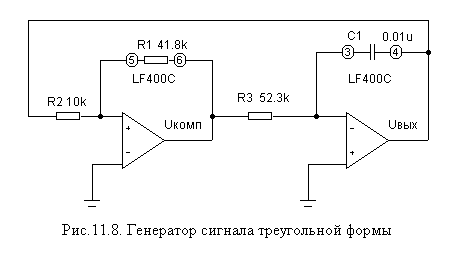 C1 0.01u
R1 41.8k
5 6
3 4
LF400C
LF400C
R2 10k
R3 52.3k
Uкомп
Uвых
+
-
-
+
Рис.11.8. Генератор сигнала треугольной формы